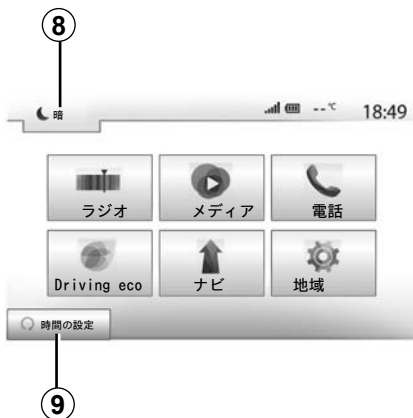 8
暗
--℃ 18:49
ラジオ メディア 電話
Driving eco ナビ 地域
時間の設定
9